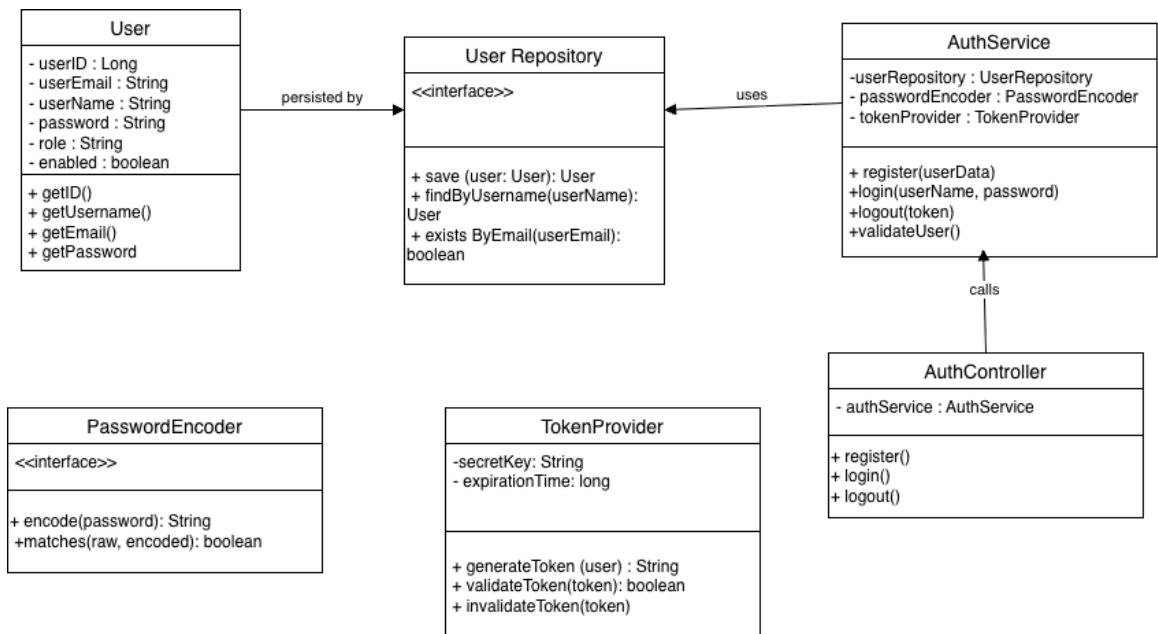 User
- userID : Long
- userEmail : String
- userName : String
- password : String
- role : String
- enabled : boolean
+ getID()
+ getUsername()
+ getEmail()
+ getPassword
persisted by
User Repository
<<interface>>
+ save (user: User): User
+ findByUsername(userName):
User
+ exists ByEmail(userEmail):
boolean
uses
AuthService
-userRepository : UserRepository
- passwordEncoder : PasswordEncoder
- tokenProvider : TokenProvider
+ register(userData)
+login(userName, password)
+logout(token)
+validateUser()
calls
AuthController
- authService : AuthService
+ register()
+ login()
+ logout()
PasswordEncoder
<<interface>>
+ encode(password): String
+matches(raw, encoded): boolean
TokenProvider
-secretKey: String
- expirationTime: long
+ generateToken (user) : String
+ validateToken(token): boolean
+ invalidateToken(token)